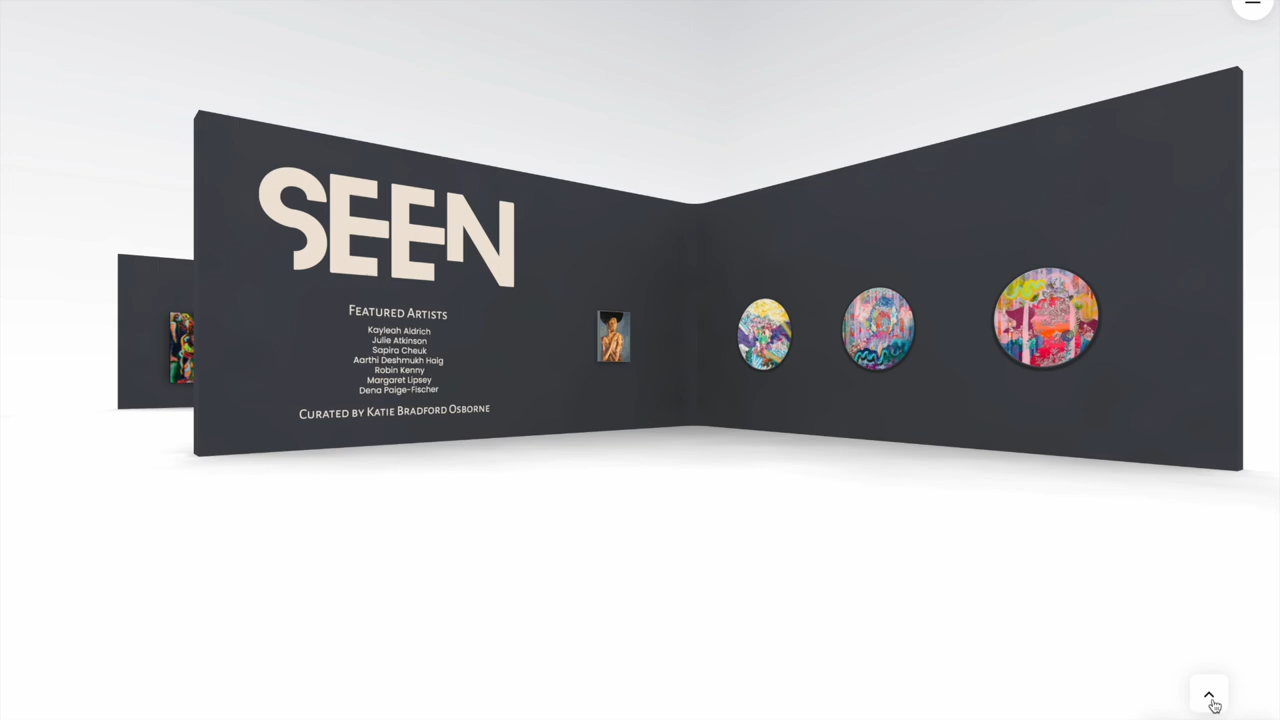 SEEN
FEATURED ARTISTS
Kayleah Aldrich
Julie Atkinson
Sapira Cheuk
Aarthi Deshmukh Haig
Robin Kenny
Margaret Lipsey
Dena Paige-Fischer
CURATED BY KATIE BRADFORD OSBORNE